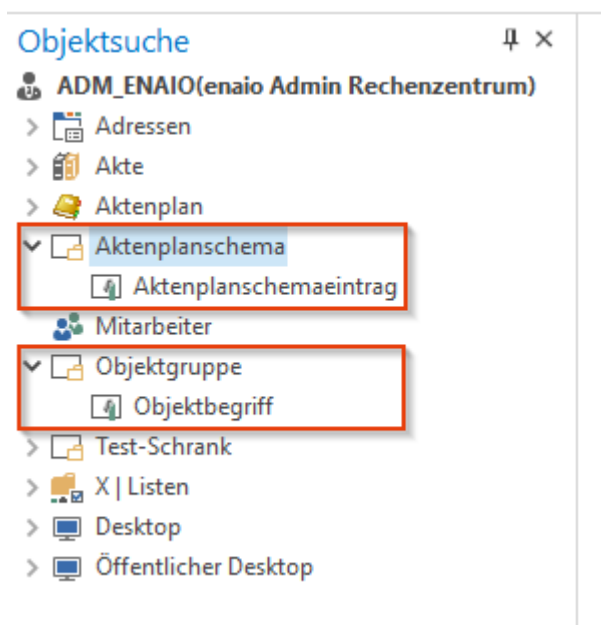 Objektsuche
ADM_ENAIO(enaio Admin Rechenzentrum)
Adressen
Akte
Aktenplan
Aktenplanschema
Aktenplanschemaeintrag
Mitarbeiter
Objektgruppe
Objektbegriff
Test-Schrank
X | Listen
Desktop
Öffentlicher Desktop